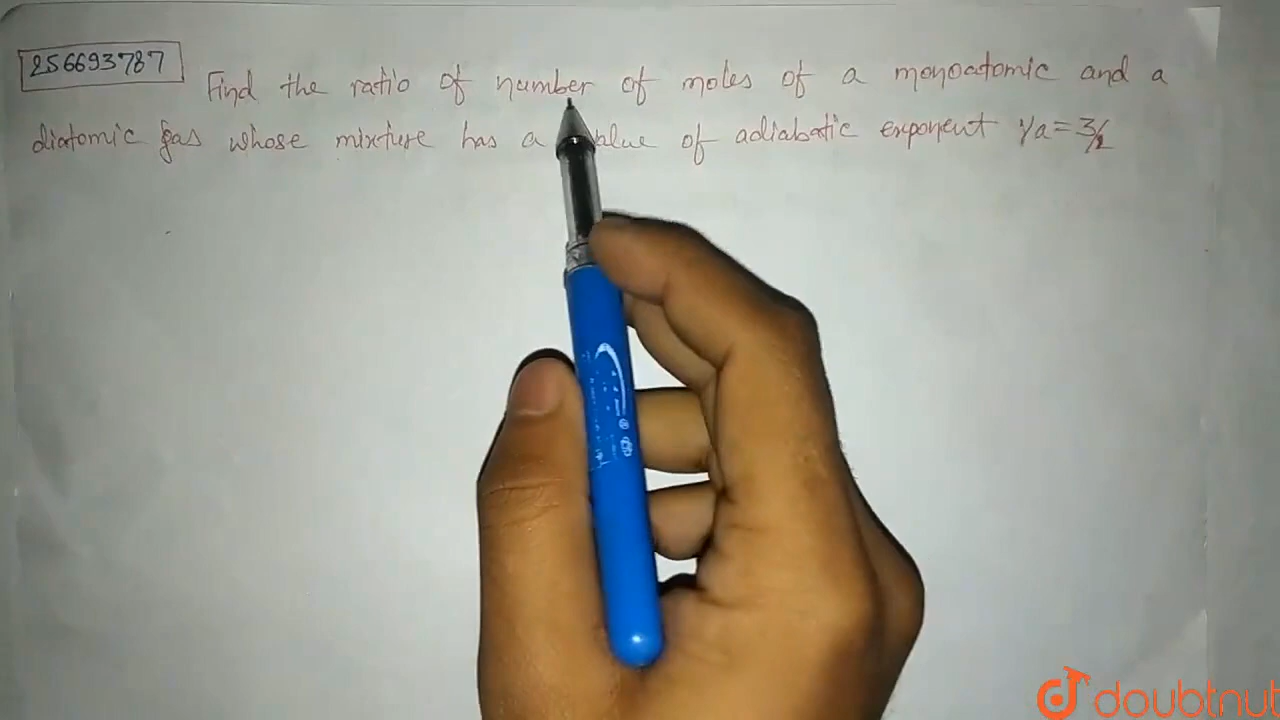 256693787
Find the ratio of number of moles of a monoatomic and a
diatomic gas whose mixture has a value of adiabatic exponent γa = 3/2
doubtnut